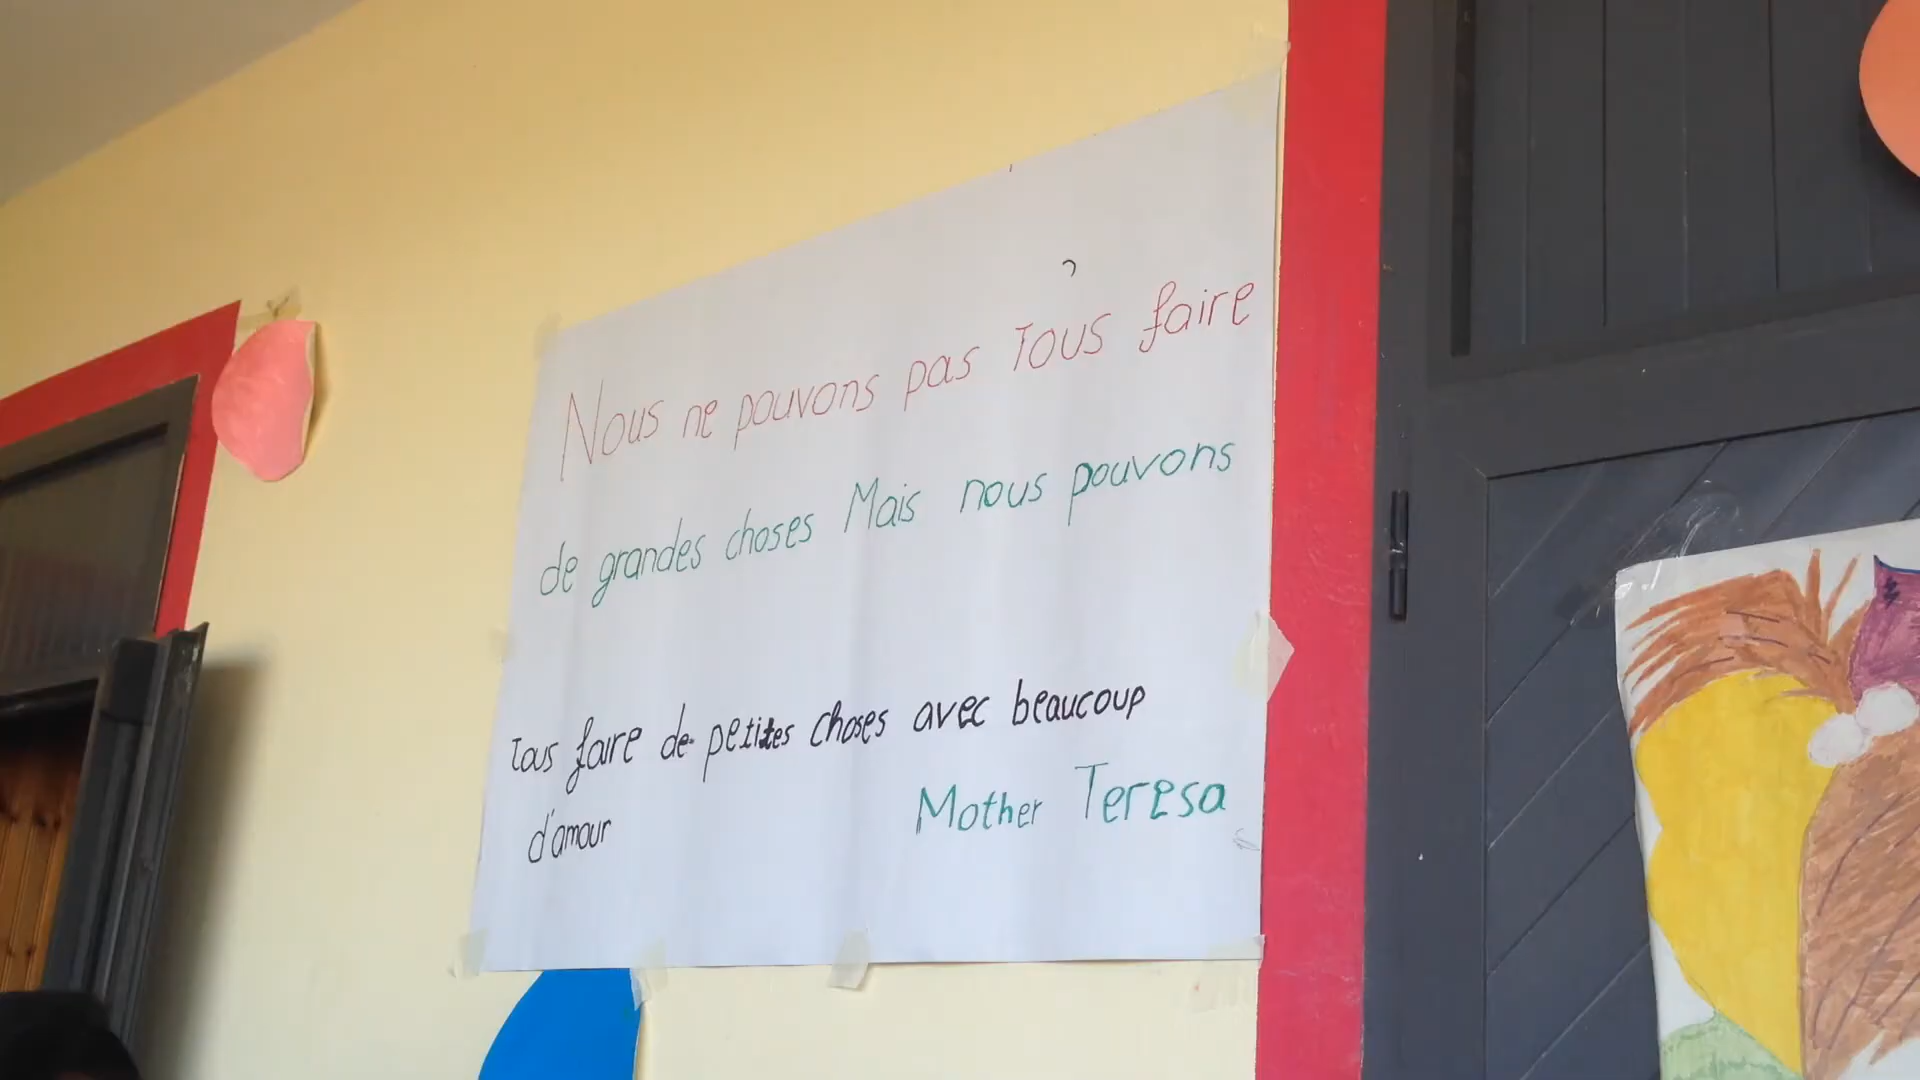 Nous ne pouvons pas Tous faire
de grandes choses Mais nous pouvons
Tous faire de petites choses avec beaucoup
d'amour
Mother Teresa